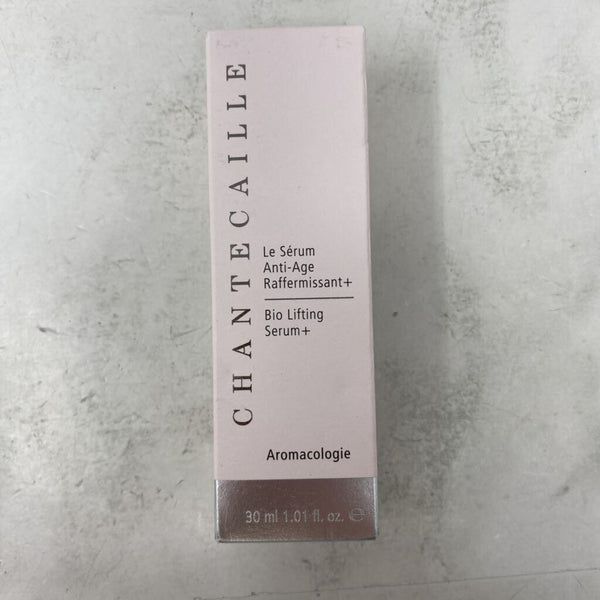 CHANTECAILLE
Le Sérum
Anti-Age
Raffermissant+
Bio Lifting
Serum+
Aromacologie
30 ml 1.01 fl. oz. ℮